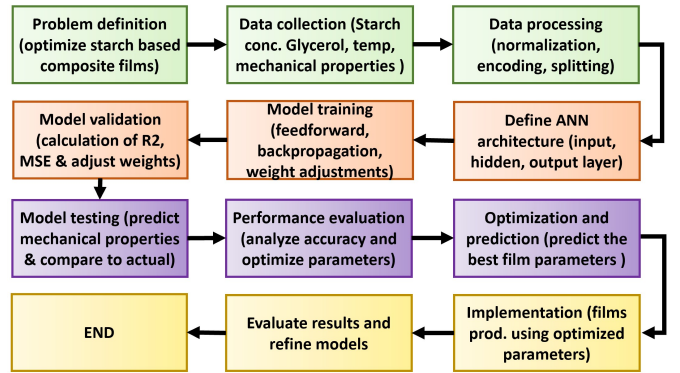 Problem definition
(optimize starch based
composite films)
Data collection (Starch
conc. Glycerol, temp,
mechanical properties )
Data processing
(normalization,
encoding, splitting)
Model validation
(calculation of R2,
MSE & adjust weights)
Model training
(feedforward,
backpropagation,
weight adjustments)
Define ANN
architecture (input,
hidden, output layer)
Model testing (predict
mechanical properties
& compare to actual)
Performance evaluation
(analyze accuracy and
optimize parameters)
Optimization and
prediction (predict the
best film parameters )
END
Evaluate results and
refine models
Implementation (films
prod. using optimized
parameters)